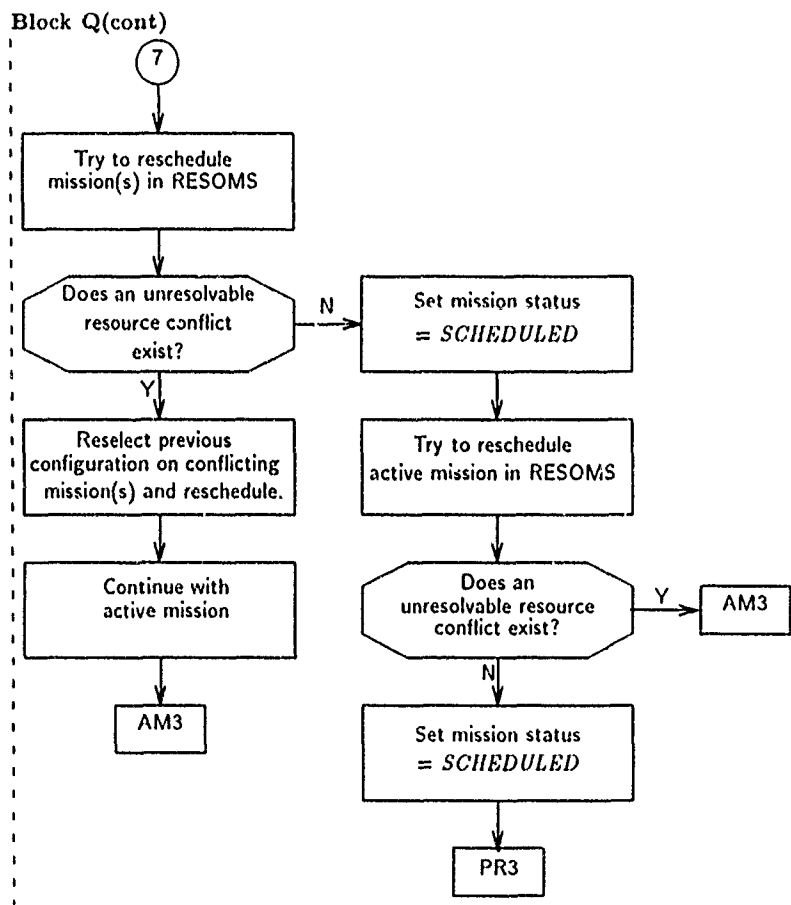 Block Q(cont)
7
Try to reschedule
mission(s) in RESOMS
Does an unresolvable
resource conflict
exist?
N
Set mission status
= SCHEDULED
Y
Reselect previous
configuration on conflicting
mission(s) and reschedule.
Try to reschedule
active mission in RESOMS
Continue with
active mission
Does an
unresolvable resource
conflict exist?
Y
AM3
N
AM3
Set mission status
= SCHEDULED
PR3